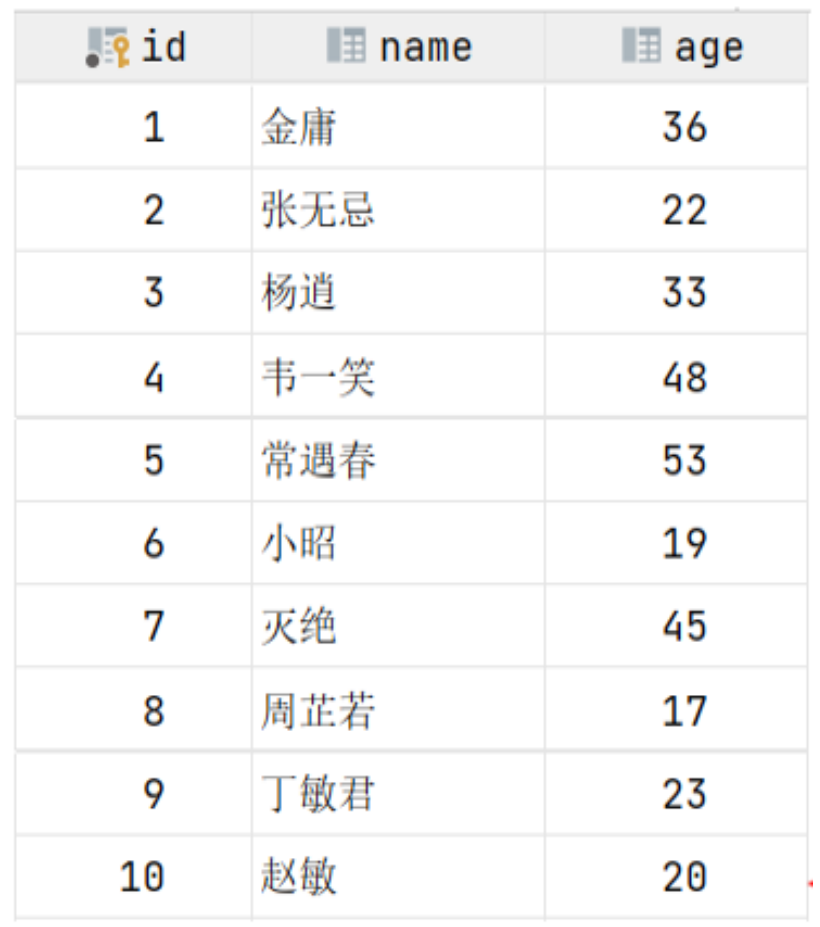 id name age
1 金庸 36
2 张无忌 22
3 杨逍 33
4 韦一笑 48
5 常遇春 53
6 小昭 19
7 灭绝 45
8 周芷若 17
9 丁敏君 23
10 赵敏 20